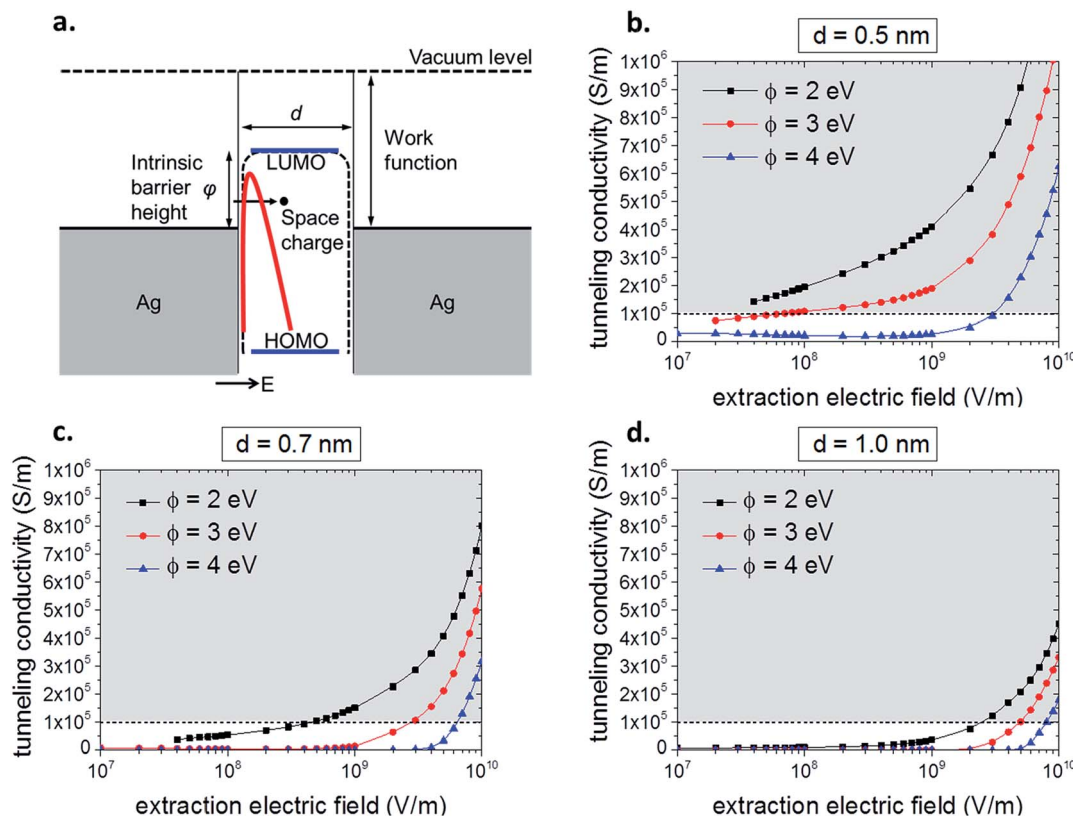 a.
Vacuum level
d
Work
function
LUMO
Intrinsic
barrier
height
φ
Space
charge
Ag
Ag
HOMO
E
b.
d = 0.5 nm
tunneling conductivity (S/m)
1x10⁶
9x10⁵
8x10⁵
7x10⁵
6x10⁵
5x10⁵
4x10⁵
3x10⁵
2x10⁵
1x10⁵
0
ϕ = 2 eV
ϕ = 3 eV
ϕ = 4 eV
10⁷ 10⁸ 10⁹ 10¹⁰
extraction electric field (V/m)
c.
d = 0.7 nm
tunneling conductivity (S/m)
1x10⁶
9x10⁵
8x10⁵
7x10⁵
6x10⁵
5x10⁵
4x10⁵
3x10⁵
2x10⁵
1x10⁵
0
ϕ = 2 eV
ϕ = 3 eV
ϕ = 4 eV
10⁷ 10⁸ 10⁹ 10¹⁰
extraction electric field (V/m)
d.
d = 1.0 nm
tunneling conductivity (S/m)
1x10⁶
9x10⁵
8x10⁵
7x10⁵
6x10⁵
5x10⁵
4x10⁵
3x10⁵
2x10⁵
1x10⁵
0
ϕ = 2 eV
ϕ = 3 eV
ϕ = 4 eV
10⁷ 10⁸ 10⁹ 10¹⁰
extraction electric field (V/m)